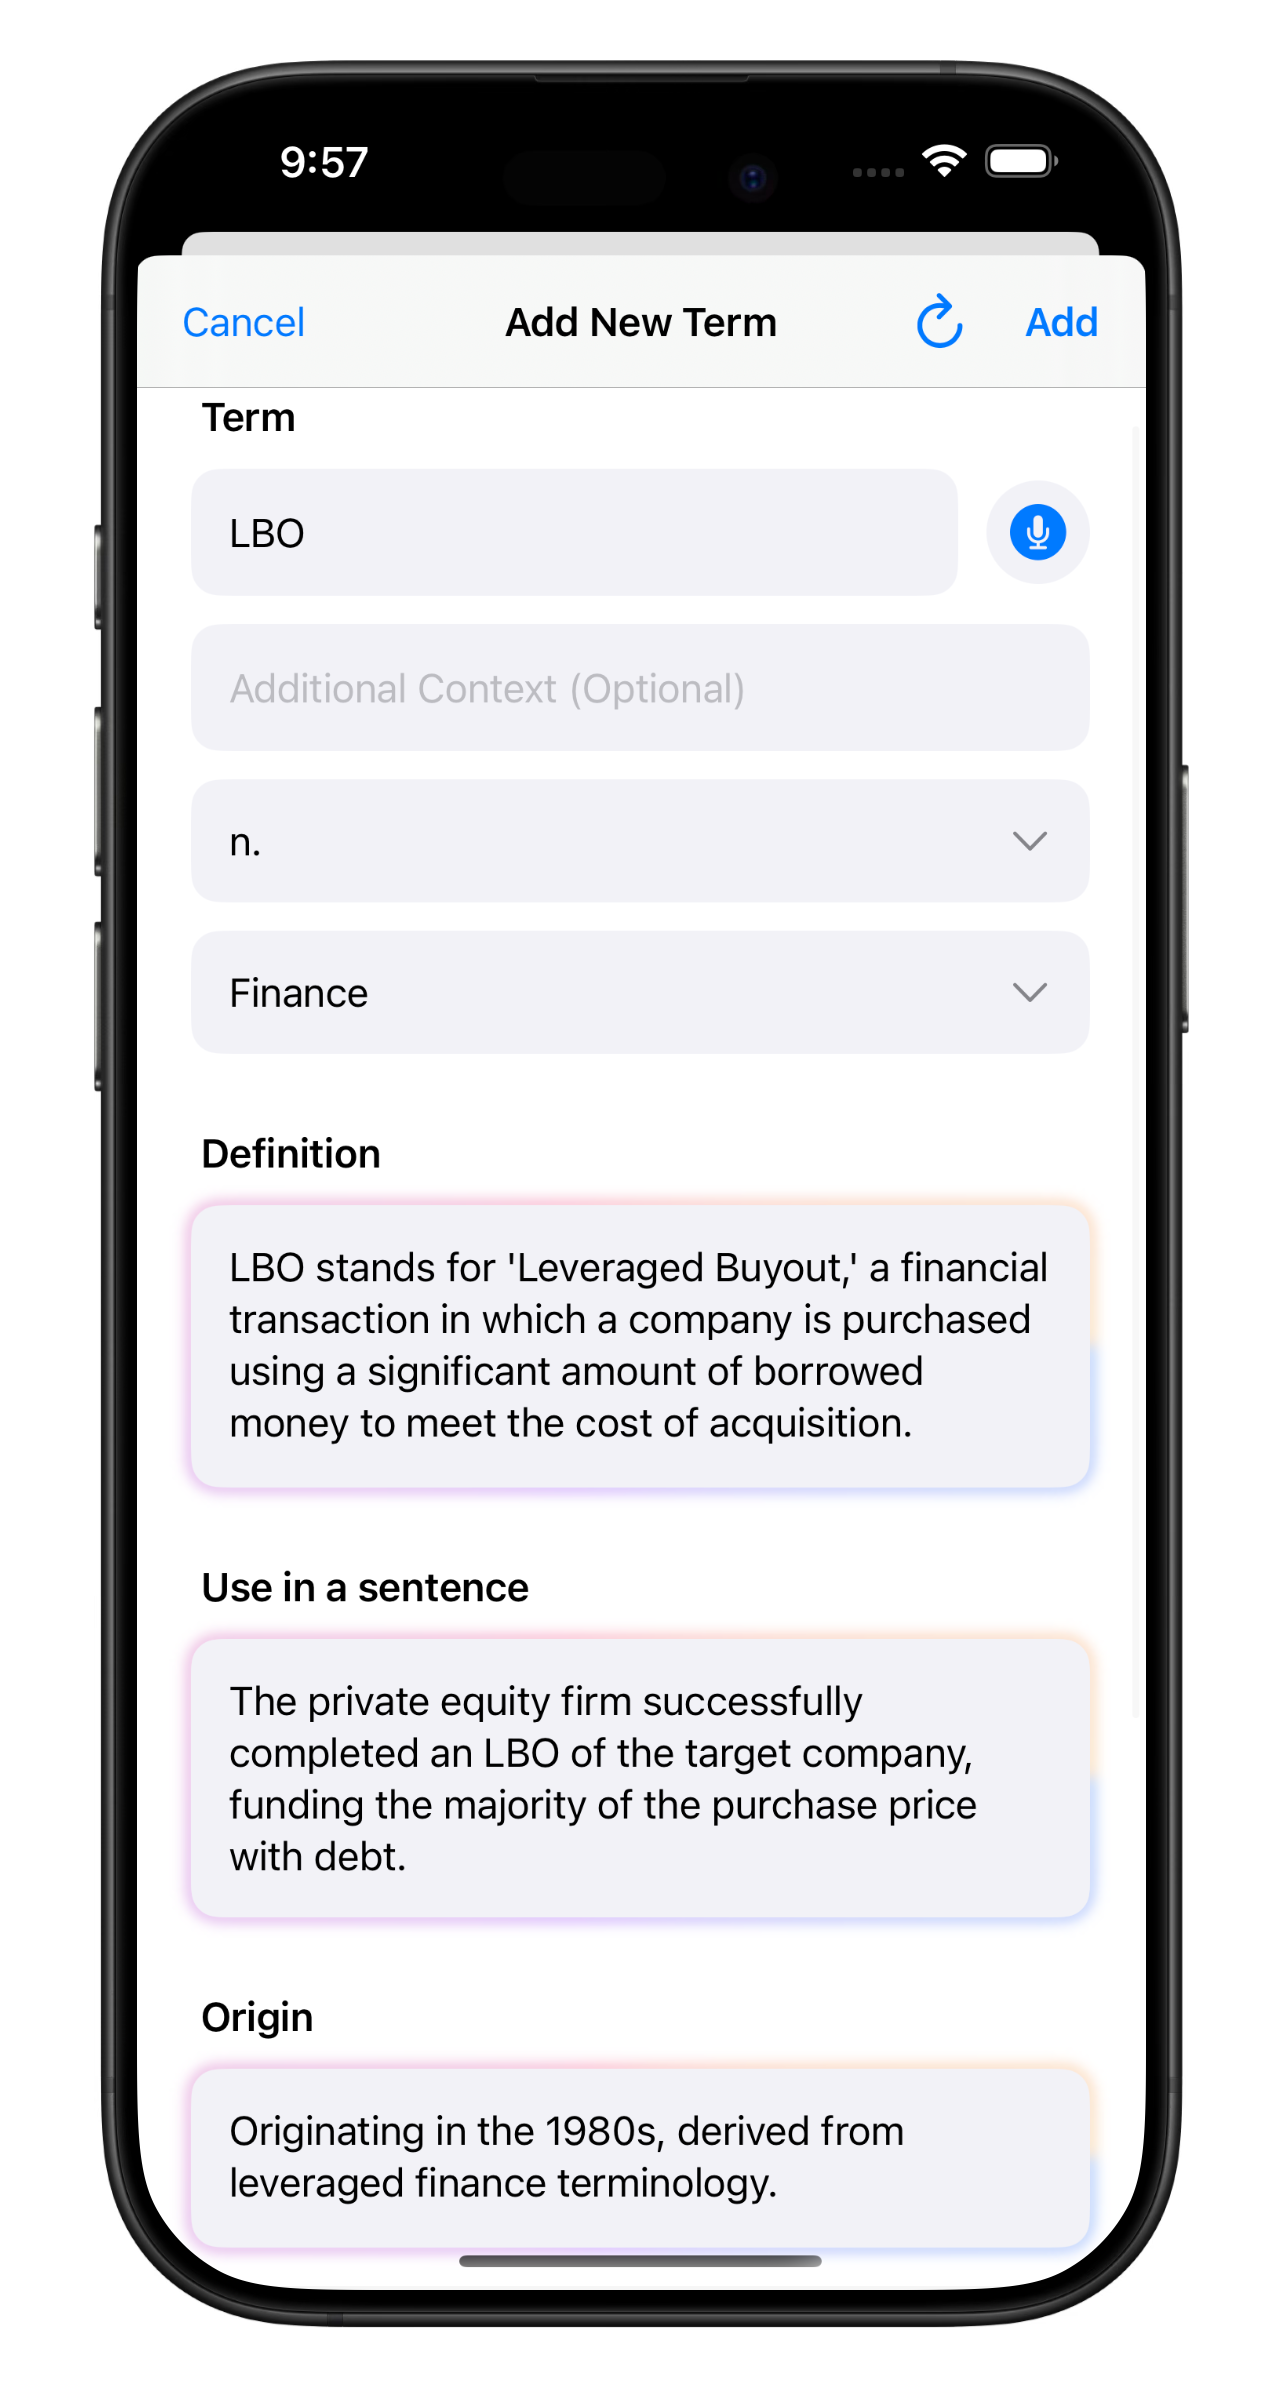 9:57
Cancel Add New Term Add
Term
LBO
Additional Context (Optional)
n.
Finance
Definition
LBO stands for 'Leveraged Buyout,' a financial
transaction in which a company is purchased
using a significant amount of borrowed
money to meet the cost of acquisition.
Use in a sentence
The private equity firm successfully
completed an LBO of the target company,
funding the majority of the purchase price
with debt.
Origin
Originating in the 1980s, derived from
leveraged finance terminology.